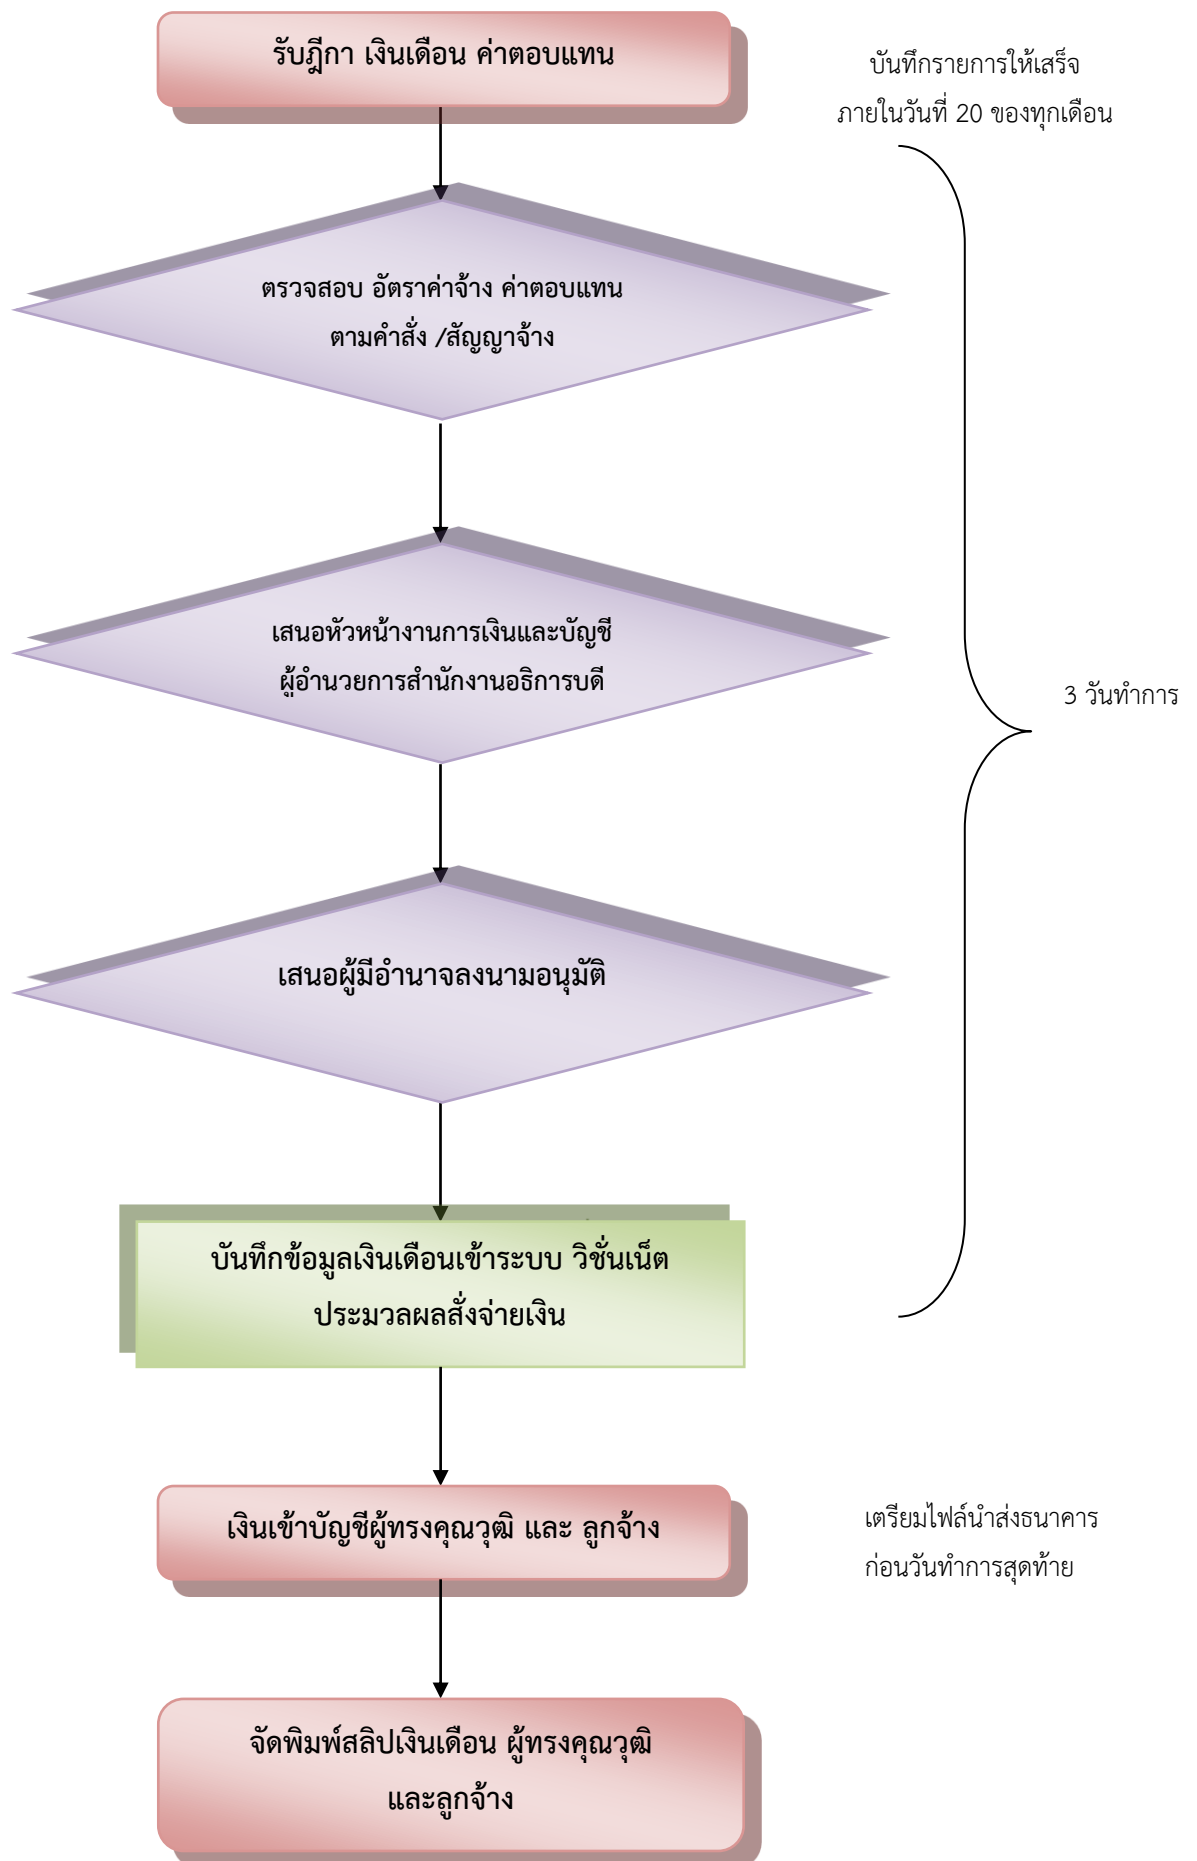 รับฎีกา เงินเดือน ค่าตอบแทน
บันทึกรายการให้เสร็จ
ภายในวันที่ 20 ของทุกเดือน
ตรวจสอบ อัตราค่าจ้าง ค่าตอบแทน
ตามคำสั่ง /สัญญาจ้าง
เสนอหัวหน้างานการเงินและบัญชี
ผู้อำนวยการสำนักงานอธิการบดี
3 วันทำการ
เสนอผู้มีอำนาจลงนามอนุมัติ
บันทึกข้อมูลเงินเดือนเข้าระบบ วิชั่นเน็ต
ประมวลผลสั่งจ่ายเงิน
เงินเข้าบัญชีผู้ทรงคุณวุฒิ และ ลูกจ้าง
เตรียมไฟล์นำส่งธนาคาร
ก่อนวันทำการสุดท้าย
จัดพิมพ์สลิปเงินเดือน ผู้ทรงคุณวุฒิ
และลูกจ้าง